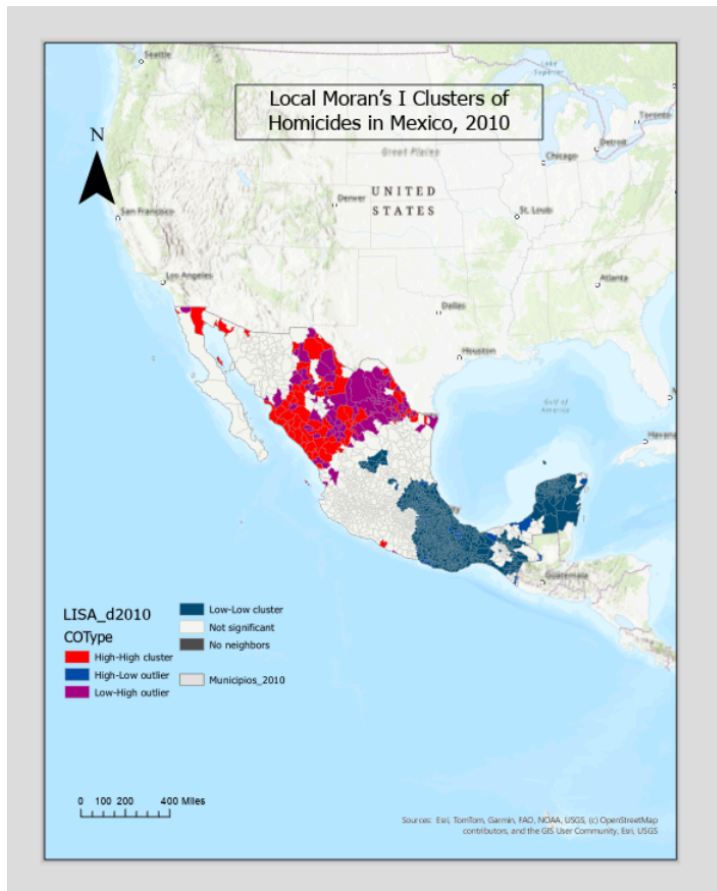 Seattle
Lake
Superior
Local Moran's I Clusters of
Homicides in Mexico, 2010
Toronto
Detroit
Chicago
Great Plains
N
UNITED
STATES
Denver
San Francisco
St. Louis
Los Angeles
Atlanta
Dallas
Houston
Gulf of
America
Havana
Guatemala
LISA_d2010
COType
High-High cluster
High-Low outlier
Low-High outlier
Low-Low cluster
Not significant
No neighbors
Municipios_2010
0 100 200 400 Miles
Sources: Esri, TomTom, Garmin, FAO, NOAA, USGS, (c) OpenStreetMap
contributors, and the GIS User Community, Esri, USGS